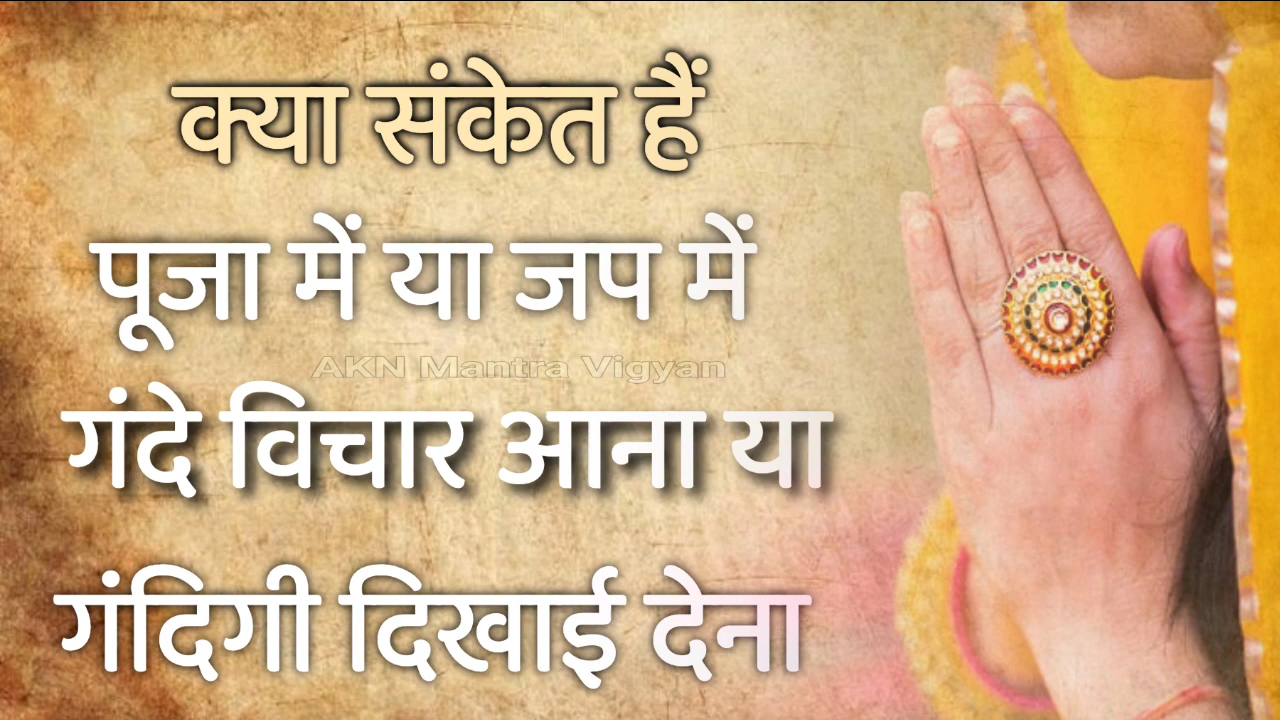 क्या संकेत हैं
पूजा में या जप में
AKN Mantra Vigyan
गंदे विचार आना या
गंदिगी दिखाई देना